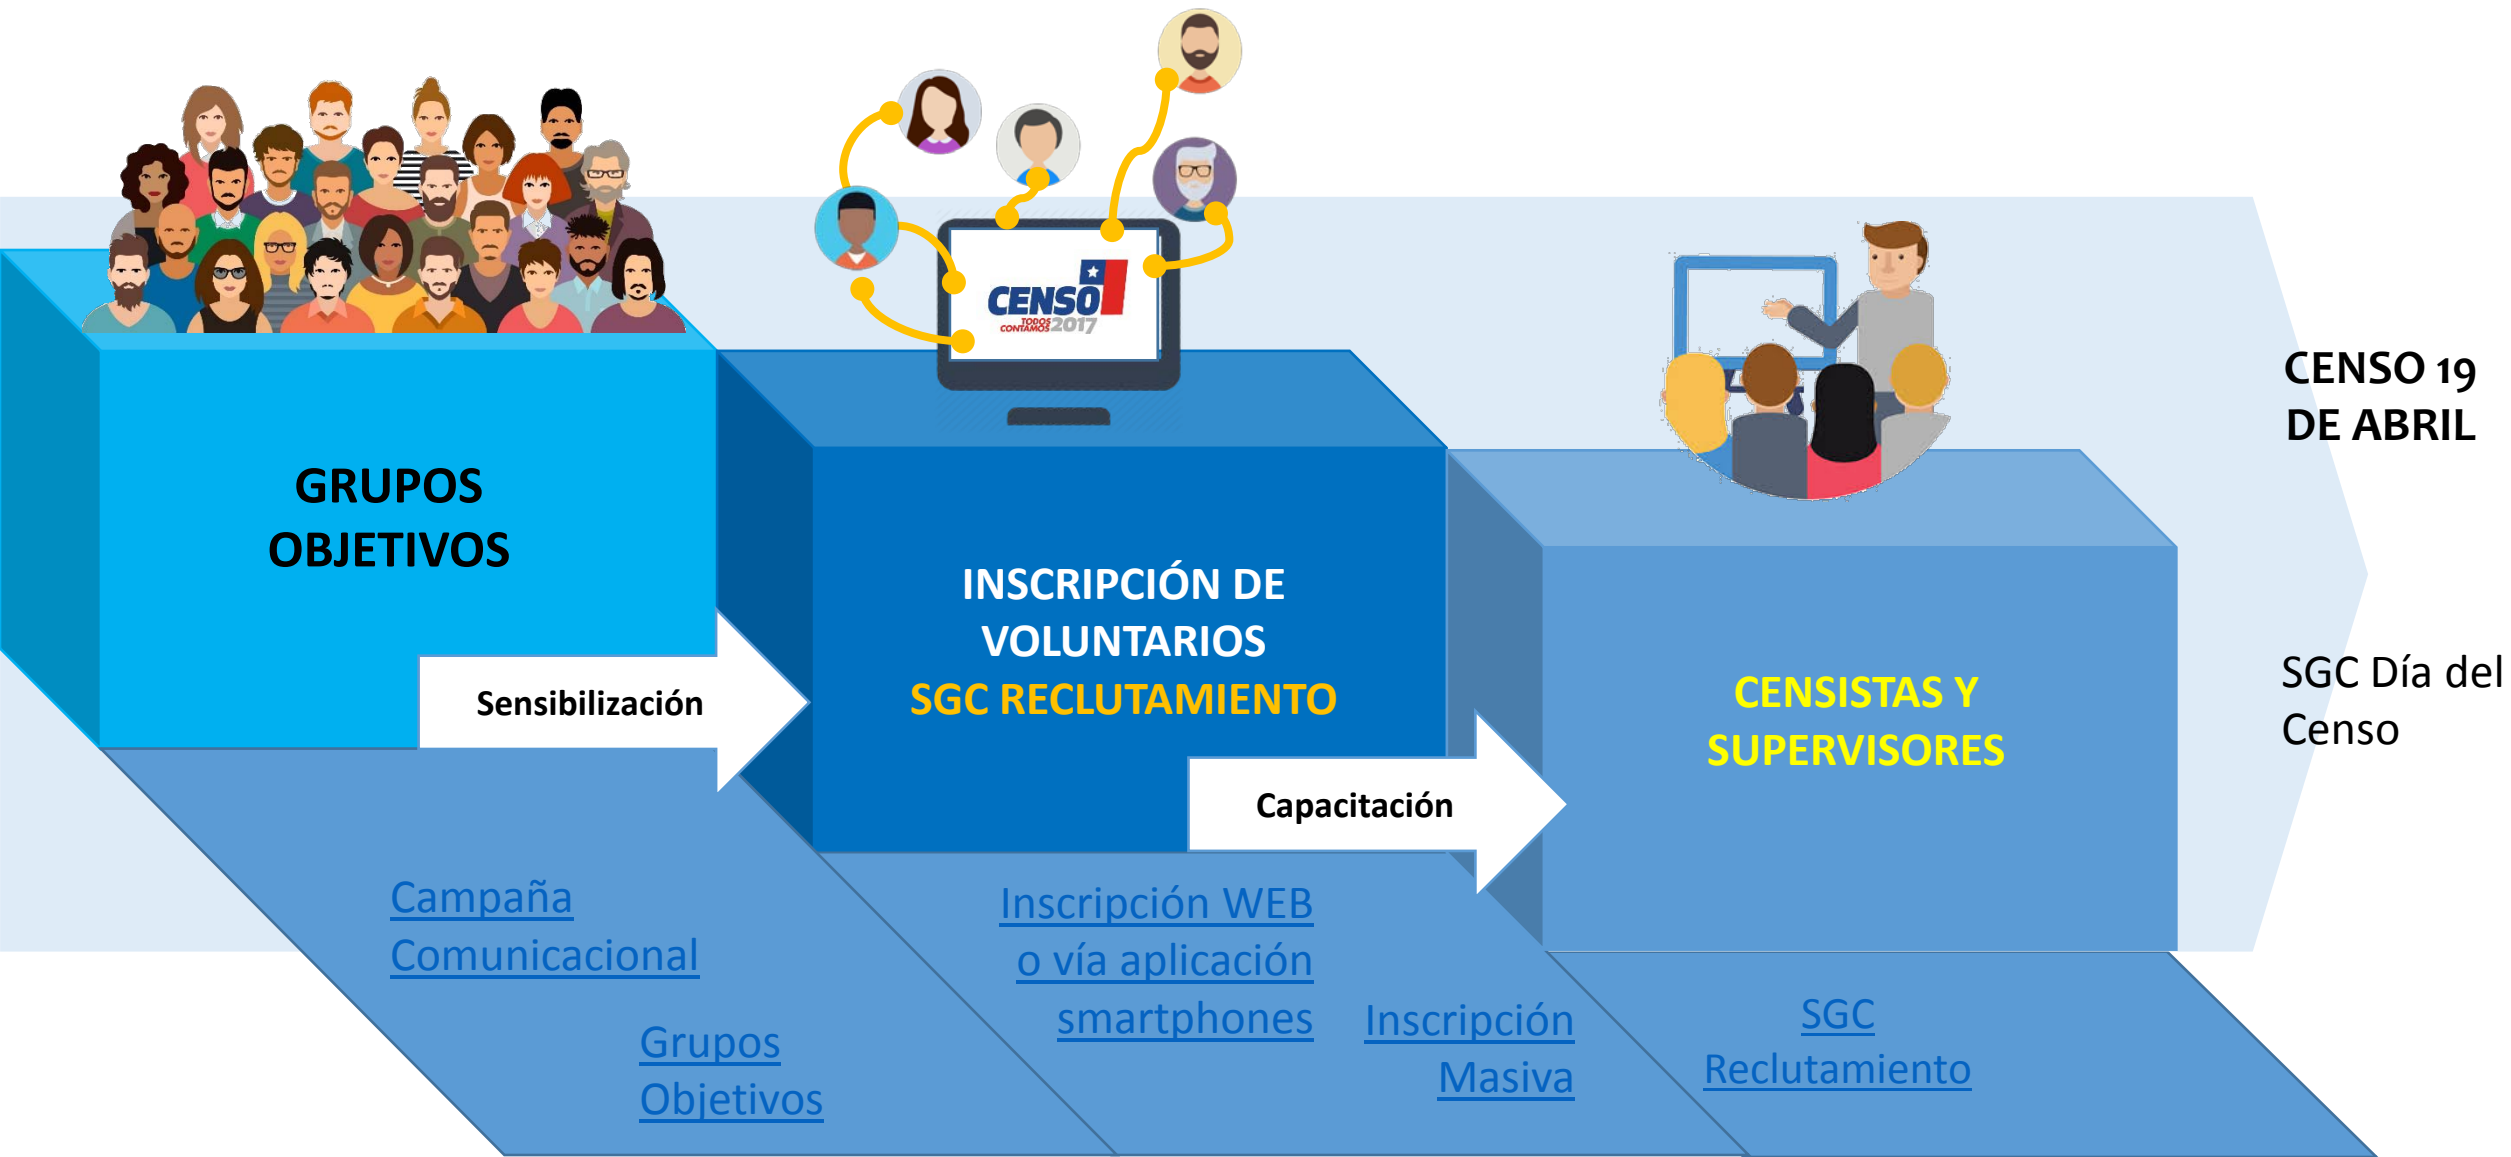 CENSO
TODOS
CONTAMOS 2017
CENSO 19
DE ABRIL
GRUPOS
OBJETIVOS
INSCRIPCIÓN DE
VOLUNTARIOS
SGC RECLUTAMIENTO
Sensibilización
CENSISTAS Y
SUPERVISORES
SGC Día del
Censo
Capacitación
Campaña
Comunicacional
Grupos
Objetivos
Inscripción WEB
o vía aplicación
smartphones
Inscripción
Masiva
SGC
Reclutamiento